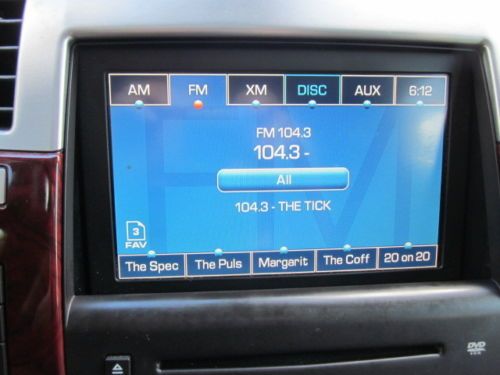 AM FM XM DISC AUX 6:12
FM 104.3
104.3 -
All
104.3 - THE TICK
3
FAV
The Spec The Puls Margarit The Coff 20 on 20
DVD